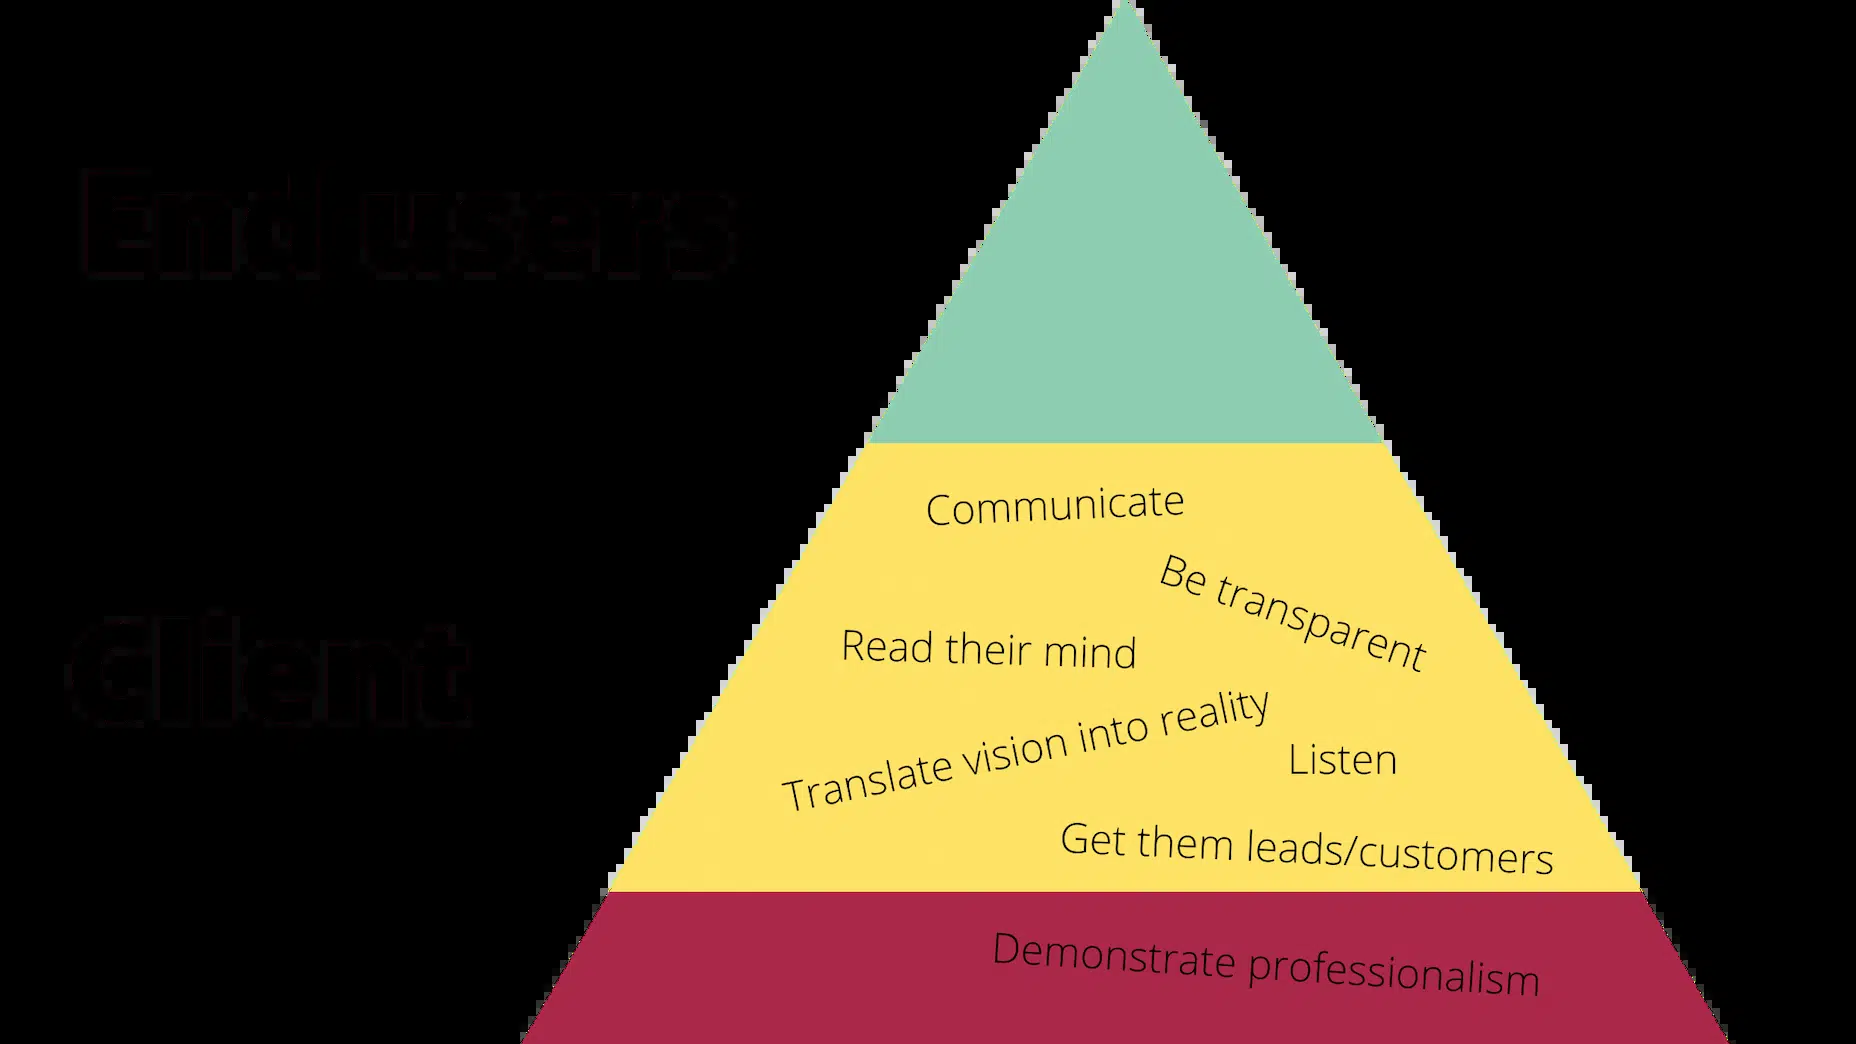 End users
Communicate
Be transparent
Client
Read their mind
Translate vision into reality
Listen
Get them leads/customers
Demonstrate professionalism